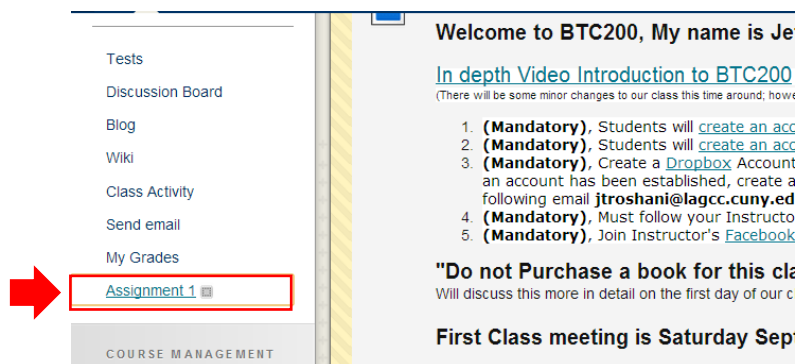 Tests
Discussion Board
Blog
Wiki
Class Activity
Send email
My Grades
Assignment 1
COURSE MANAGEMENT
Welcome to BTC200, My name is Je
In depth Video Introduction to BTC200
(There will be some minor changes to our class this time around; howe
1. (Mandatory), Students will create an acc
2. (Mandatory), Students will create an acc
3. (Mandatory), Create a Dropbox Account
an account has been established, create a
following email jtroshani@lagcc.cuny.ed
4. (Mandatory), Must follow your Instructo
5. (Mandatory), Join Instructor's Facebook
"Do not Purchase a book for this cla
Will discuss this more in detail on the first day of our c
First Class meeting is Saturday Sep